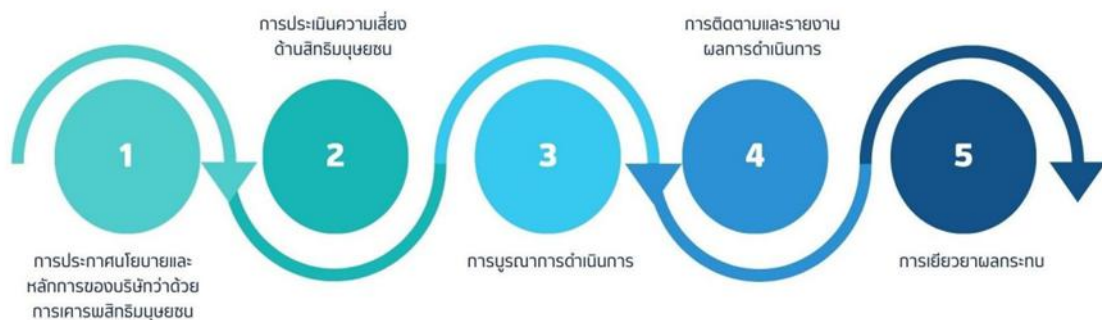 1
การประกาศนโยบายและ
หลักการของบริษัทว่าด้วย
การเคารพสิทธิมนุษยชน
การประเมินความเสี่ยง
ด้านสิทธิมนุษยชน
2
3
การบูรณาการดำเนินการ
การติดตามและรายงาน
ผลการดำเนินการ
4
5
การเยียวยาผลกระทบ